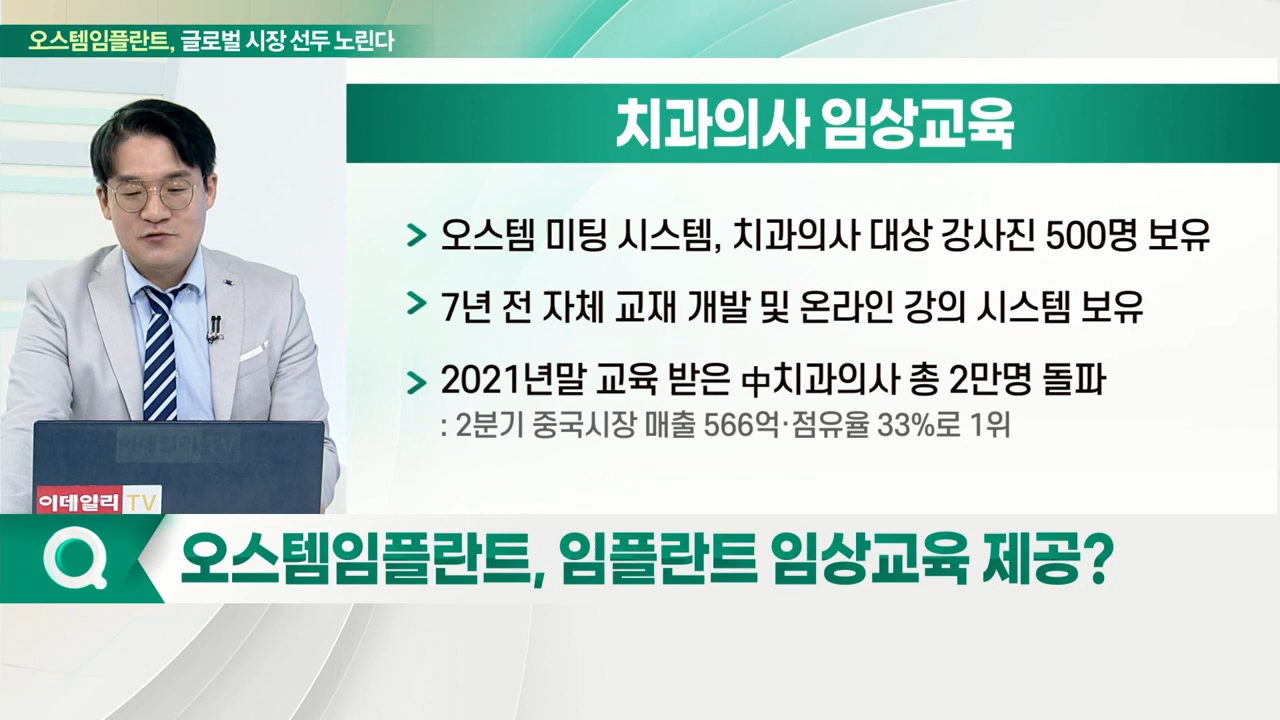 오스템임플란트, 글로벌 시장 선두 노린다
치과의사 임상교육
오스템 미팅 시스템, 치과의사 대상 강사진 500명 보유
7년 전 자체 교재 개발 및 온라인 강의 시스템 보유
2021년말 교육 받은 中치과의사 총 2만명 돌파
: 2분기 중국시장 매출 566억·점유율 33%로 1위
이데일리 TV
이데일리 TV
오스템임플란트, 임플란트 임상교육 제공?